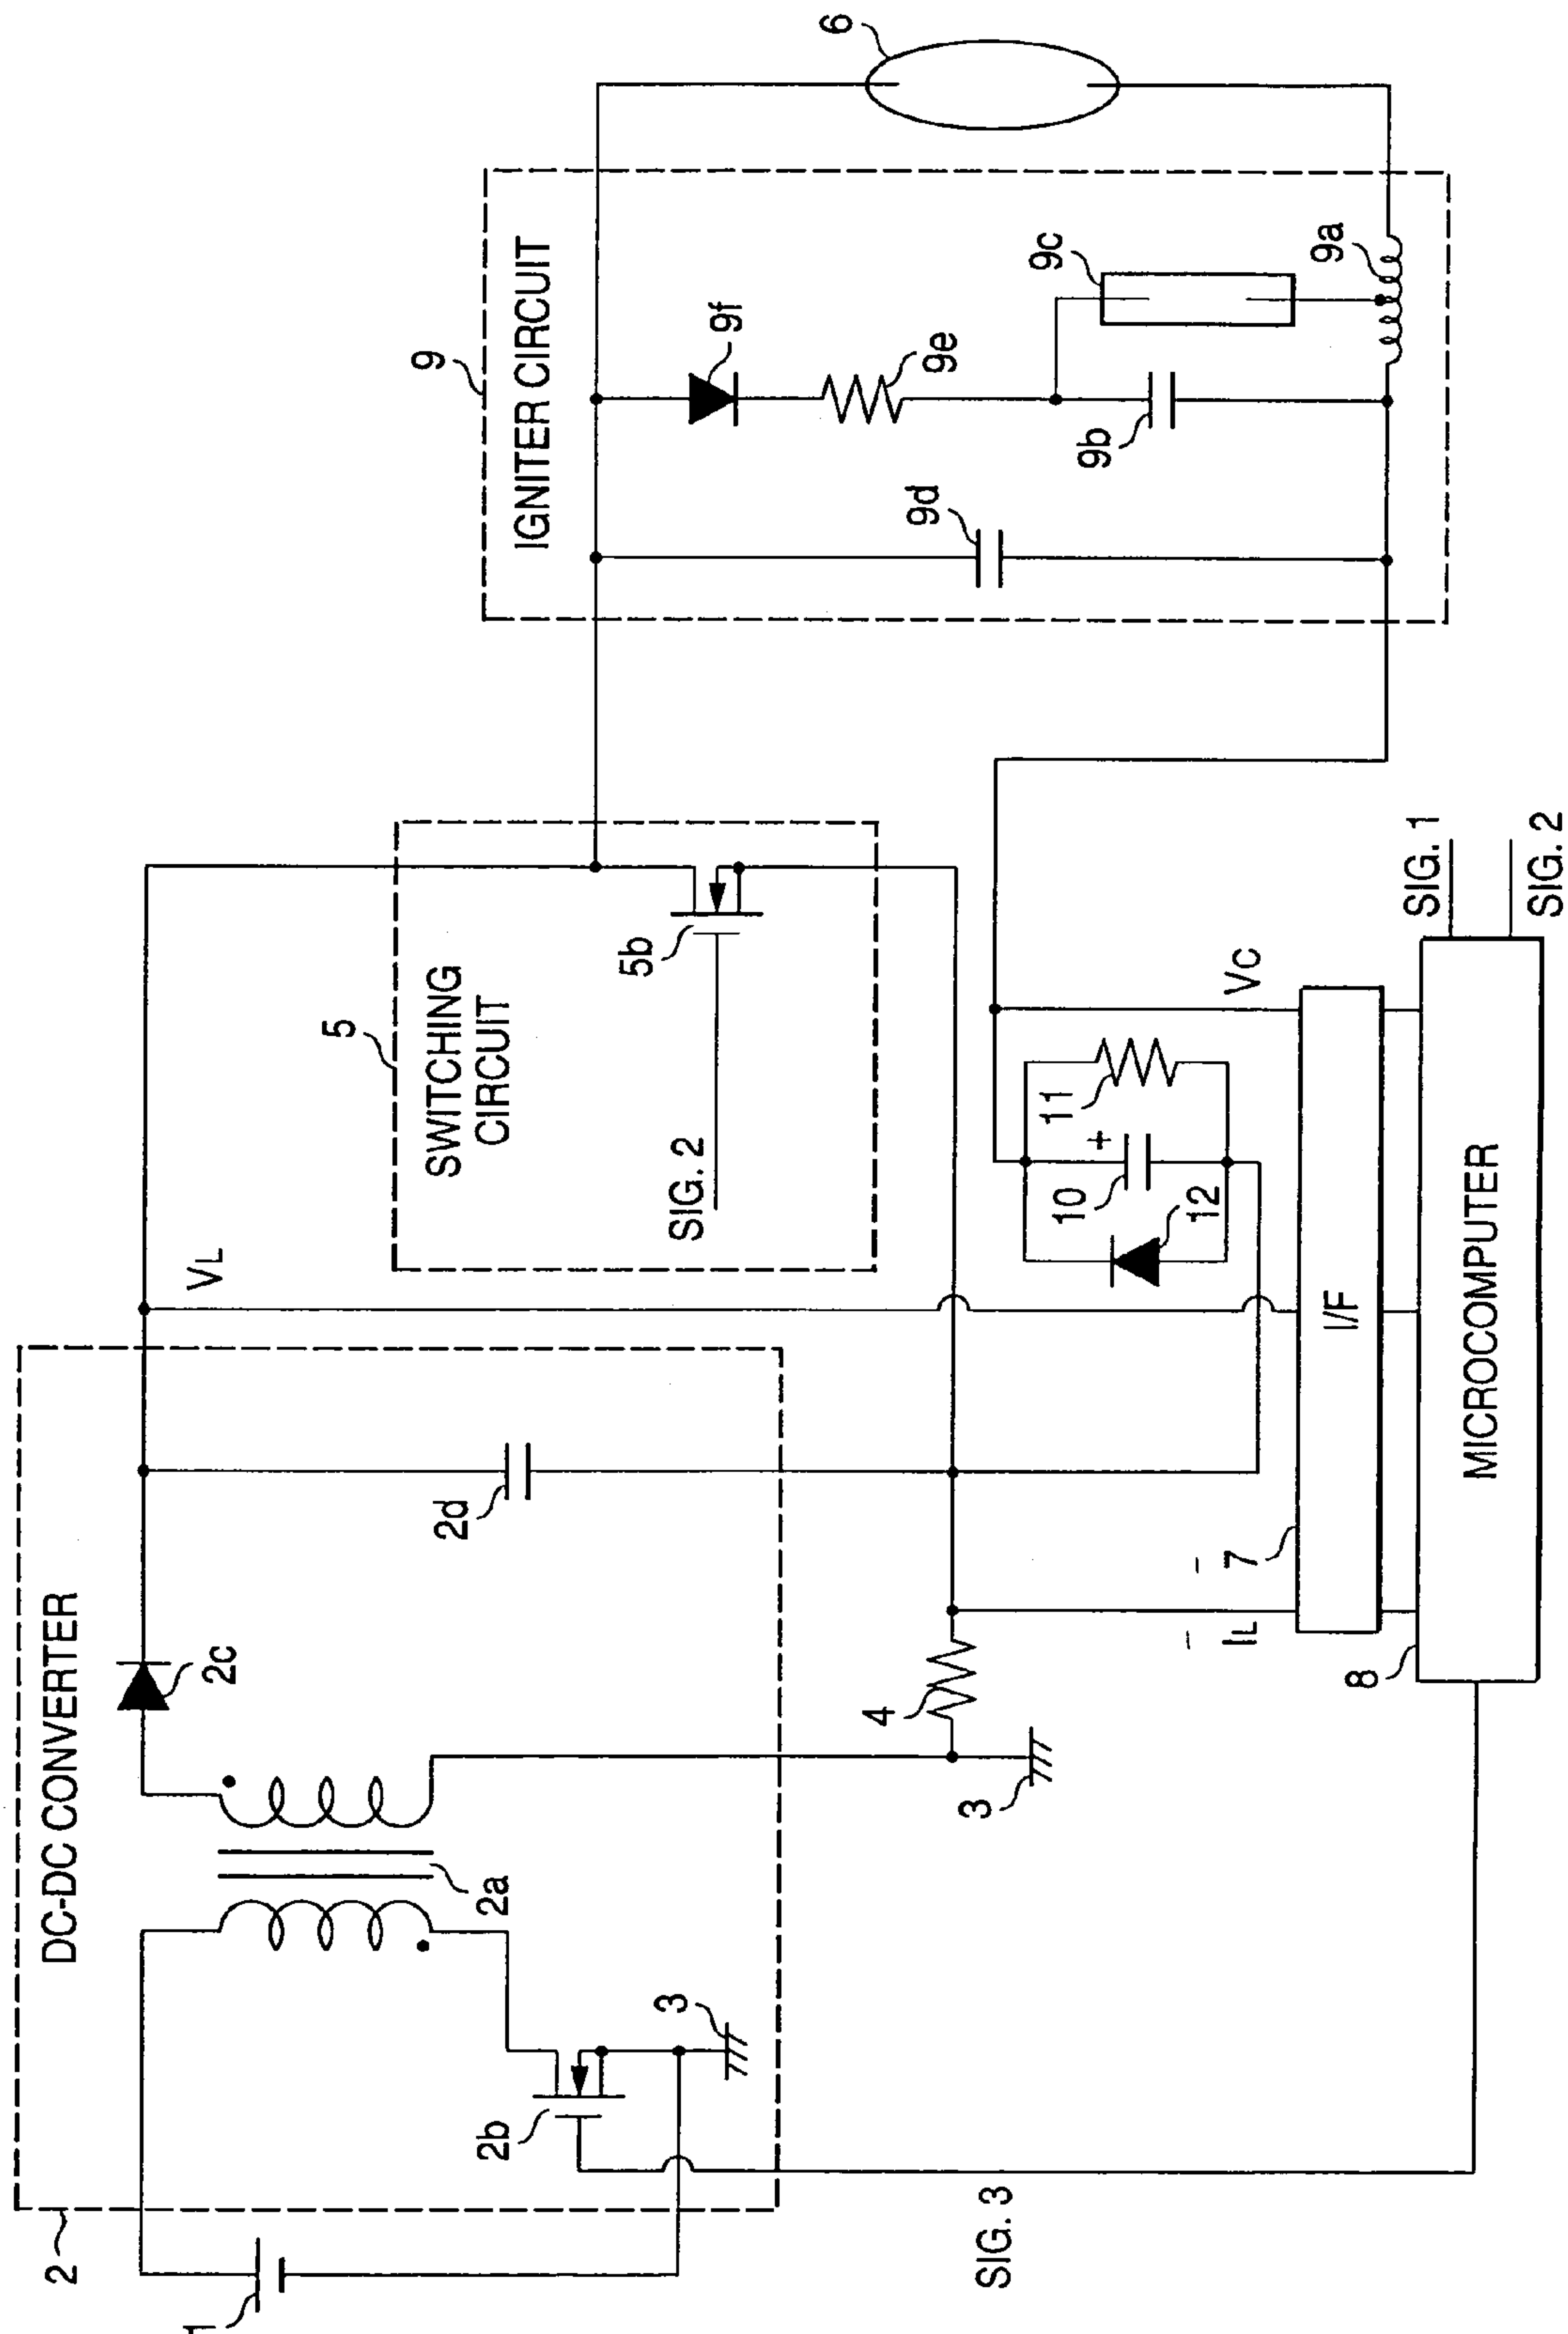 DC-DC CONVERTER
2
1
2a
2b
2c
2d
3
SIG. 3
3
4
VL
5
SWITCHING
CIRCUIT
5b
SIG. 2
IL
7
I/F
8
MICROCOMPUTER
10
+
11
12
VC
SIG. 1
SIG. 2
9
IGNITER CIRCUIT
9d
9f
9e
9b
9c
9a
6